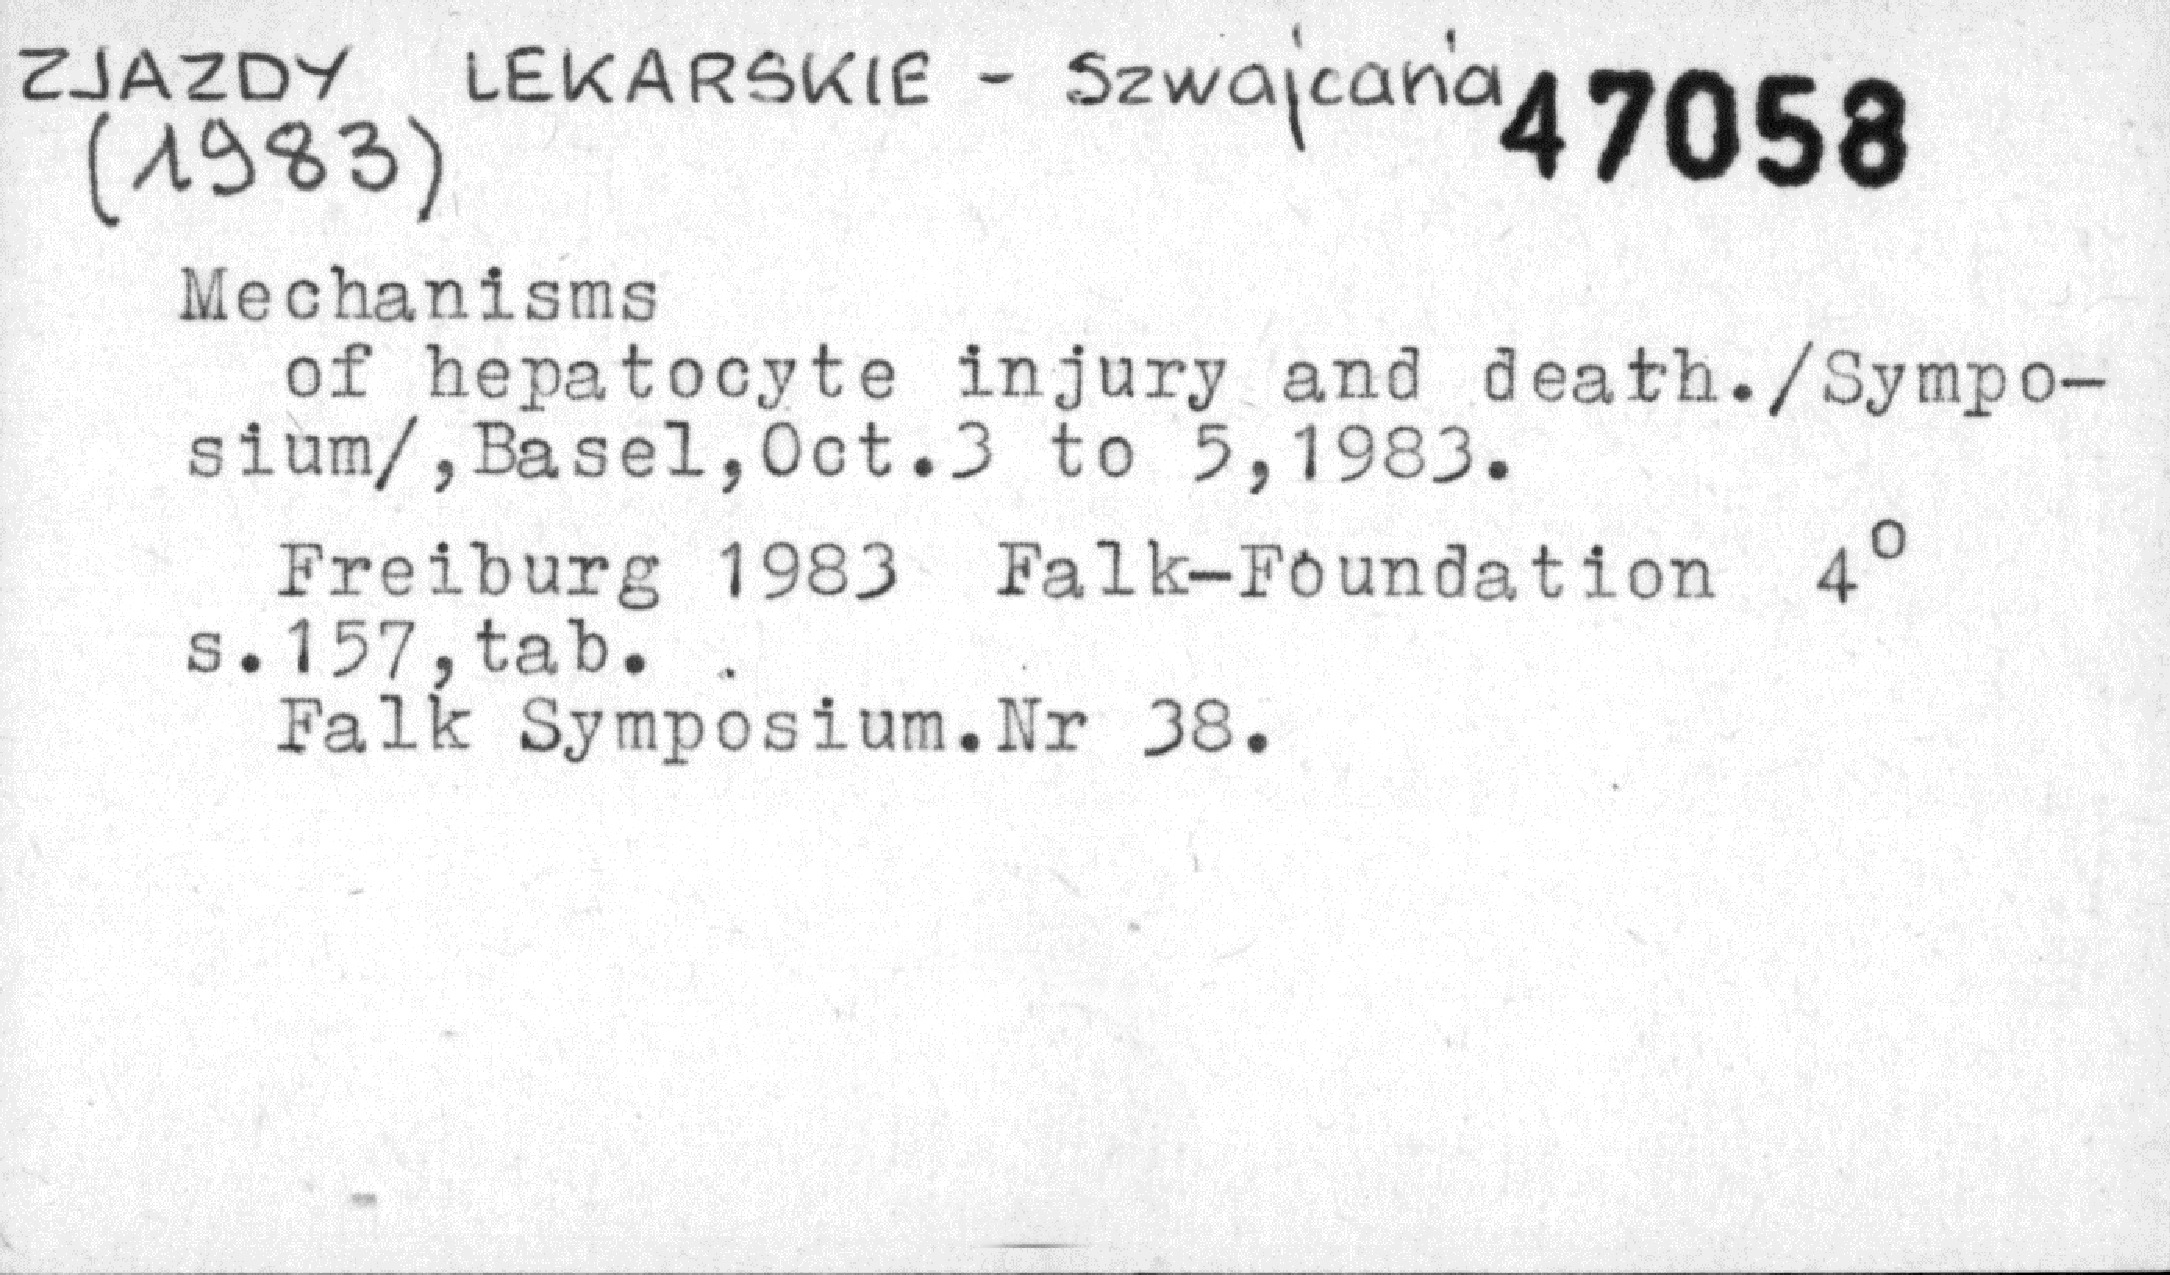 ZJAZDY LEKARSKIE - Szwajcaria 47058
(1983)
Mechanisms
of hepatocyte injury and death./Sympo-
sium/,Basel,Oct.3 to 5,1983.
Freiburg 1983 Falk-Foundation 4º
s.157,tab. .
Falk Symposium.Nr 38.